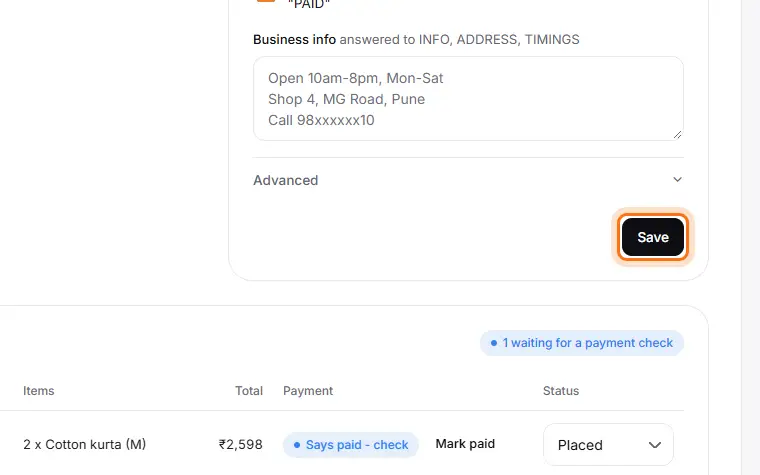 "PAID"
Business info answered to INFO, ADDRESS, TIMINGS
Open 10am-8pm, Mon-Sat
Shop 4, MG Road, Pune
Call 98xxxxxx10
Advanced
Save
1 waiting for a payment check
Items Total Payment Status
2 x Cotton kurta (M) ₹2,598 Says paid - check Mark paid Placed